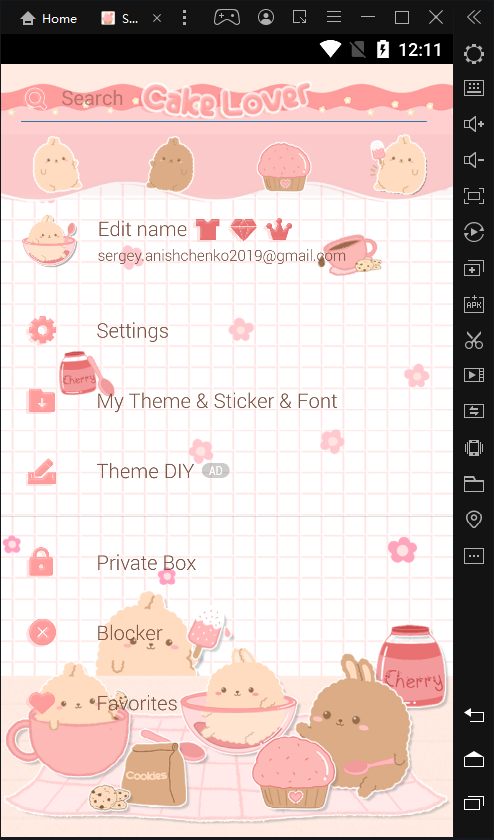 Home
S...
12:11
Search
Cake Lover
Edit name
sergey.anishchenko2019@gmail.com
Settings
Cherry
My Theme & Sticker & Font
Theme DIY AD
Private Box
Blocker
Cherry
Favorites
Cookies
APK